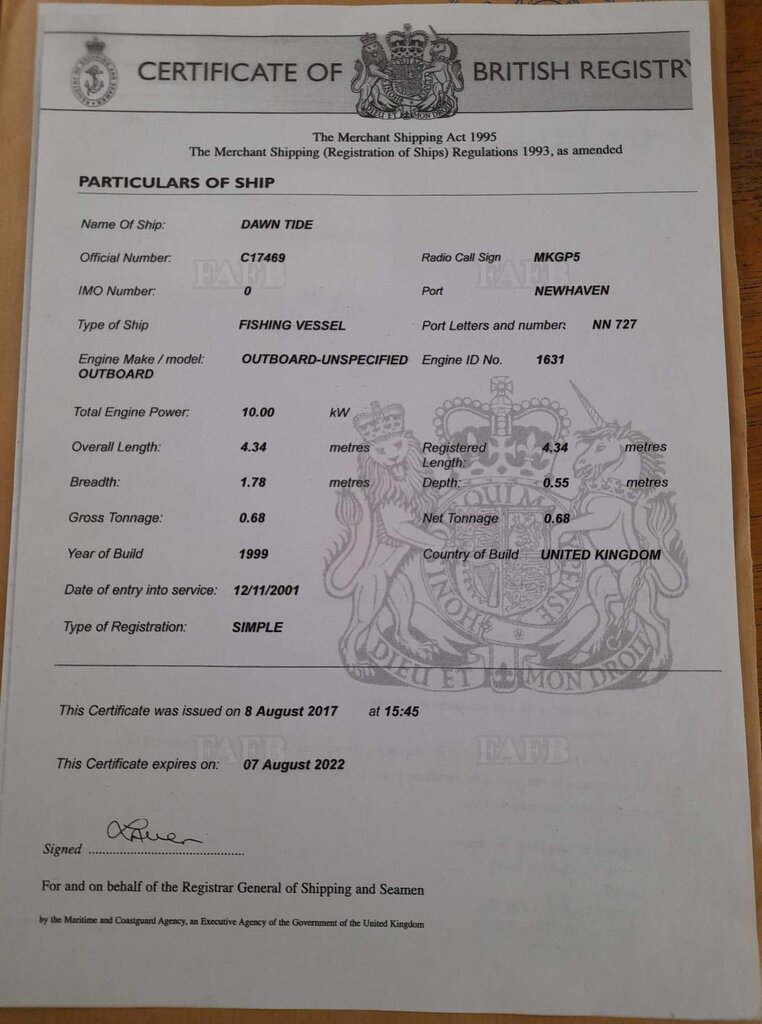 CERTIFICATE OF BRITISH REGISTRY
DIEU ET MON DROIT
The Merchant Shipping Act 1995
The Merchant Shipping (Registration of Ships) Regulations 1993, as amended
PARTICULARS OF SHIP
Name Of Ship: DAWN TIDE
Official Number: C17469 Radio Call Sign MKGP5
FAFB FAFB
IMO Number: 0 Port NEWHAVEN
Type of Ship FISHING VESSEL Port Letters and number: NN 727
Engine Make / model: OUTBOARD-UNSPECIFIED Engine ID No. 1631
OUTBOARD
Total Engine Power: 10.00 kW
Overall Length: 4.34 metres Registered 4.34 metres
Length:
Breadth: 1.78 metres Depth: 0.55 metres
Gross Tonnage: 0.68 Net Tonnage 0.68
Year of Build 1999 Country of Build UNITED KINGDOM
Date of entry into service: 12/11/2001
Type of Registration: SIMPLE
DIEU ET MON DROIT
This Certificate was issued on 8 August 2017 at 15:45
FAFB FAFB
This Certificate expires on: 07 August 2022
Signed
For and on behalf of the Registrar General of Shipping and Seamen
by the Maritime and Coastguard Agency, an Executive Agency of the Government of the United Kingdom